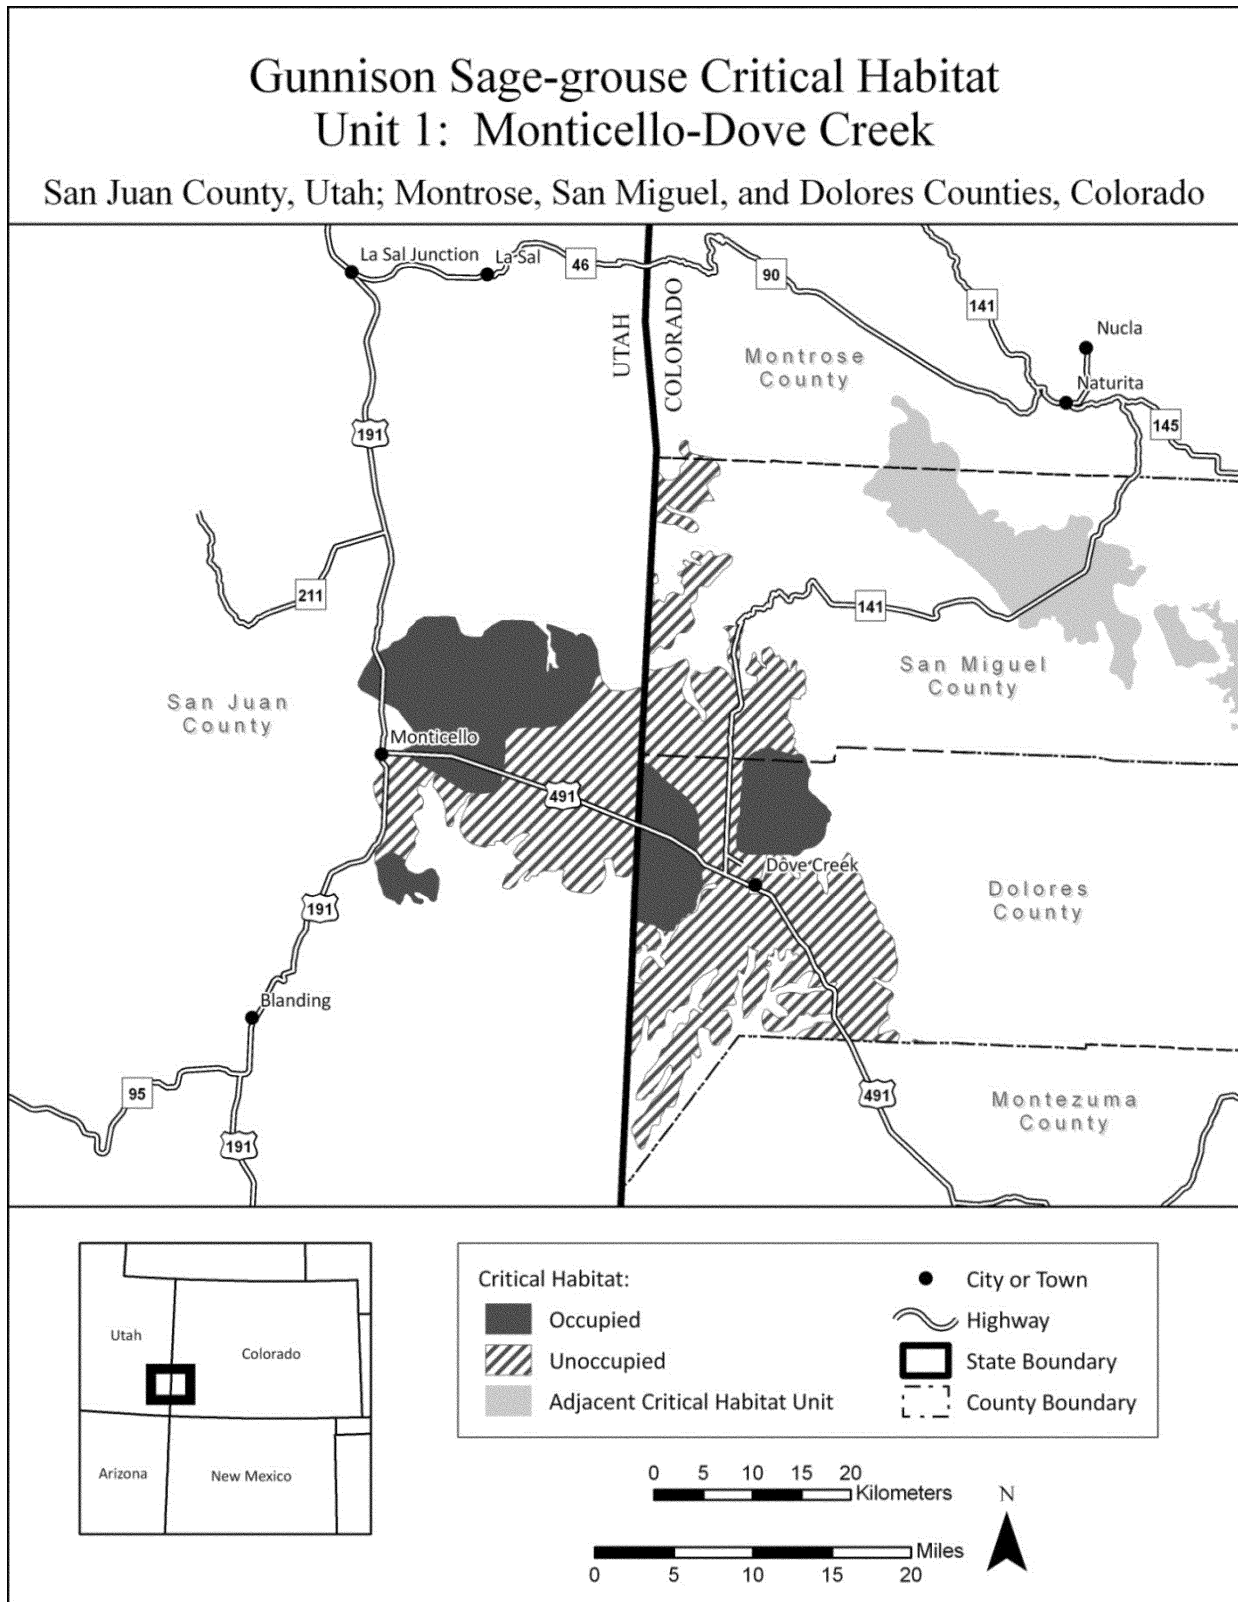 Gunnison Sage-grouse Critical Habitat
Unit 1: Monticello-Dove Creek
San Juan County, Utah; Montrose, San Miguel, and Dolores Counties, Colorado
La Sal Junction
La Sal
46
90
141
UTAH
COLORADO
Nucla
Montrose
County
Naturita
191
145
211
141
San Miguel
County
San Juan
County
Monticello
491
Dove Creek
Dolores
County
191
Blanding
95
491
Montezuma
County
191
Utah
Colorado
Arizona
New Mexico
Critical Habitat:
Occupied
Unoccupied
Adjacent Critical Habitat Unit
City or Town
Highway
State Boundary
County Boundary
0 5 10 15 20
Kilometers
N
Miles
0 5 10 15 20